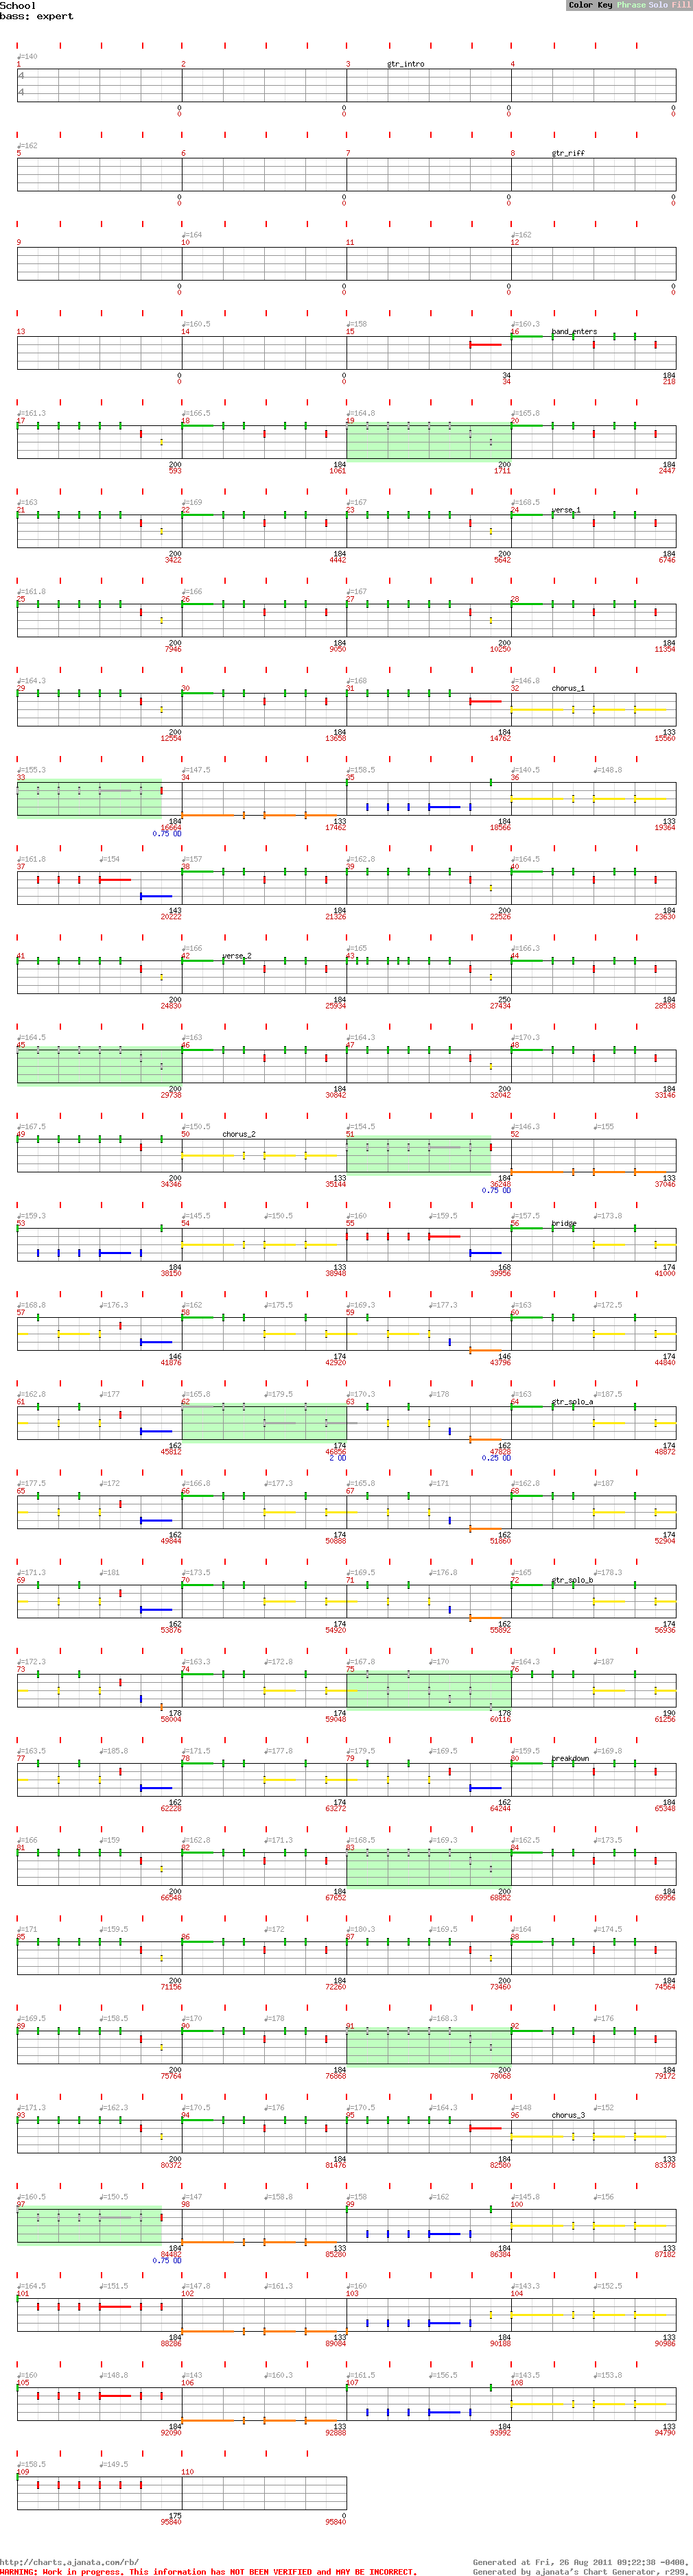 School
Color Key Phrase Solo Fill
bass: expert
♩=140
1 2 3 gtr_intro 4
4
4
0 0 0 0
0 0 0 0
♩=162
5 6 7 8 gtr_riff
0 0 0 0
0 0 0 0
♩=164 ♩=162
9 10 11 12
0 0 0 0
0 0 0 0
♩=160.5 ♩=158 ♩=160.3
13 14 15 16 band_enters
0 0 34 184
0 0 34 218
♩=161.3 ♩=166.5 ♩=164.8 ♩=165.8
17 18 19 20
200 184 200 184
593 1061 1711 2447
♩=163 ♩=169 ♩=167 ♩=168.5
21 22 23 24 verse_1
200 184 200 184
3422 4442 5642 6746
♩=161.8 ♩=166 ♩=167
25 26 27 28
200 184 200 184
7946 9050 10250 11354
♩=164.3 ♩=168 ♩=146.8
29 30 31 32 chorus_1
200 184 184 133
12554 13658 14762 15560
♩=155.3 ♩=147.5 ♩=158.5 ♩=140.5 ♩=148.8
33 34 35 36
184 133 184 133
16664 17462 18566 19364
0.75 OD
♩=161.8 ♩=154 ♩=157 ♩=162.8 ♩=164.5
37 38 39 40
143 184 200 184
20222 21326 22526 23630
♩=166 ♩=165 ♩=166.3
41 42 verse_2 43 44
200 184 250 184
24830 25934 27434 28538
♩=164.5 ♩=163 ♩=164.3 ♩=170.3
45 46 47 48
200 184 200 184
29738 30842 32042 33146
♩=167.5 ♩=150.5 ♩=154.5 ♩=146.3 ♩=155
49 50 chorus_2 51 52
200 133 184 133
34346 35144 36248 37046
0.75 OD
♩=159.3 ♩=145.5 ♩=150.5 ♩=160 ♩=159.5 ♩=157.5 ♩=173.8
53 54 55 56 bridge
184 133 168 174
38150 38948 39956 41000
♩=168.8 ♩=176.3 ♩=162 ♩=175.5 ♩=169.3 ♩=177.3 ♩=163 ♩=172.5
57 58 59 60
146 174 146 174
41876 42920 43796 44840
♩=162.8 ♩=177 ♩=165.8 ♩=179.5 ♩=170.3 ♩=178 ♩=163 ♩=187.5
61 62 63 64 gtr_solo_a
162 174 162 174
45812 46856 47828 48872
2 OD 0.25 OD
♩=177.5 ♩=172 ♩=166.8 ♩=177.3 ♩=165.8 ♩=171 ♩=162.8 ♩=187
65 66 67 68
162 174 162 174
49844 50888 51860 52904
♩=171.3 ♩=181 ♩=173.5 ♩=169.5 ♩=176.8 ♩=165 ♩=178.3
69 70 71 72 gtr_solo_b
162 174 162 174
53876 54920 55892 56936
♩=172.3 ♩=163.3 ♩=172.8 ♩=167.8 ♩=170 ♩=164.3 ♩=187
73 74 75 76
178 174 178 190
58004 59048 60116 61256
♩=163.5 ♩=185.8 ♩=171.5 ♩=177.8 ♩=179.5 ♩=169.5 ♩=159.5 ♩=169.8
77 78 79 80 breakdown
162 174 162 184
62228 63272 64244 65348
♩=166 ♩=159 ♩=162.8 ♩=171.3 ♩=168.5 ♩=169.3 ♩=162.5 ♩=173.5
81 82 83 84
200 184 200 184
66548 67652 68852 69956
♩=171 ♩=159.5 ♩=172 ♩=180.3 ♩=169.5 ♩=164 ♩=174.5
85 86 87 88
200 184 200 184
71156 72260 73460 74564
♩=169.5 ♩=158.5 ♩=170 ♩=178 ♩=168.3 ♩=176
89 90 91 92
200 184 200 184
75764 76868 78068 79172
♩=171.3 ♩=162.3 ♩=170.5 ♩=176 ♩=170.5 ♩=164.3 ♩=148 ♩=152
93 94 95 96 chorus_3
200 184 184 133
80372 81476 82580 83378
♩=160.5 ♩=150.5 ♩=147 ♩=158.8 ♩=158 ♩=162 ♩=145.8 ♩=156
97 98 99 100
184 133 184 133
84482 85280 86384 87182
0.75 OD
♩=164.5 ♩=151.5 ♩=147.8 ♩=161.3 ♩=160 ♩=143.3 ♩=152.5
101 102 103 104
184 133 184 133
88286 89084 90188 90986
♩=160 ♩=148.8 ♩=143 ♩=160.3 ♩=161.5 ♩=156.5 ♩=143.5 ♩=153.8
105 106 107 108
184 133 184 133
92090 92888 93992 94790
♩=158.5 ♩=149.5
109 110
175 0
95840 95840
http://charts.ajanata.com/rb/
Generated at Fri, 26 Aug 2011 09:22:38 -0400.
WARNING: Work in progress. This information has NOT BEEN VERIFIED and MAY BE INCORRECT.
Generated by ajanata's Chart Generator, r299.